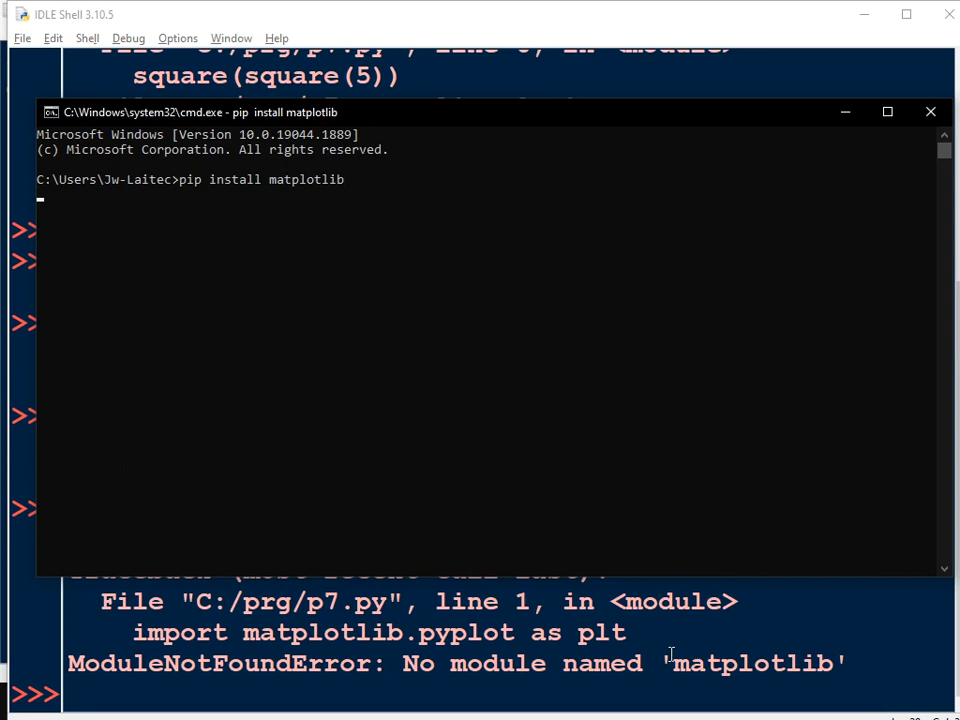 IDLE Shell 3.10.5
File Edit Shell Debug Options Window Help
square(square(5))
C:\Windows\system32\cmd.exe - pip  install matplotlib
Microsoft Windows [Version 10.0.19044.1889]
(c) Microsoft Corporation. All rights reserved.
C:\Users\Jw-Laitec>pip install matplotlib
>>
>>
>>
>>
>>
File "C:/prg/p7.py", line 1, in <module>
import matplotlib.pyplot as plt
ModuleNotFoundError: No module named 'matplotlib'
>>>